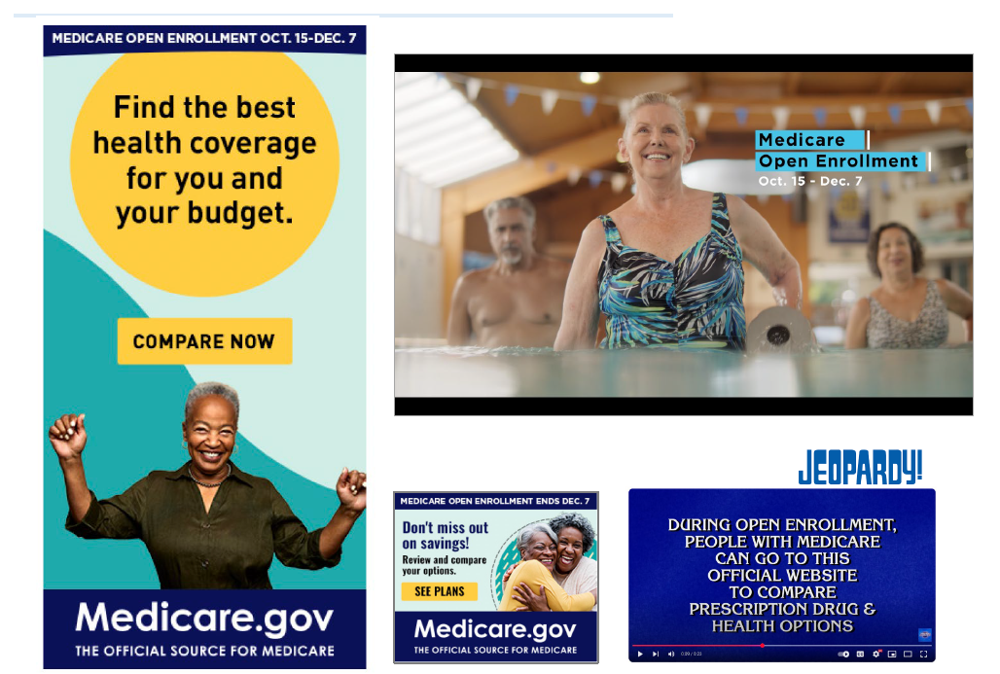 MEDICARE OPEN ENROLLMENT OCT. 15-DEC. 7
Find the best
health coverage
for you and
your budget.
COMPARE NOW
Medicare.gov
THE OFFICIAL SOURCE FOR MEDICARE
Medicare
Open Enrollment
Oct. 15 - Dec. 7
MEDICARE OPEN ENROLLMENT ENDS DEC. 7
Don't miss out
on savings!
Review and compare
your options.
SEE PLANS
Medicare.gov
THE OFFICIAL SOURCE FOR MEDICARE
JEOPARDY!
DURING OPEN ENROLLMENT,
PEOPLE WITH MEDICARE
CAN GO TO THIS
OFFICIAL WEBSITE
TO COMPARE
PRESCRIPTION DRUG &
HEALTH OPTIONS